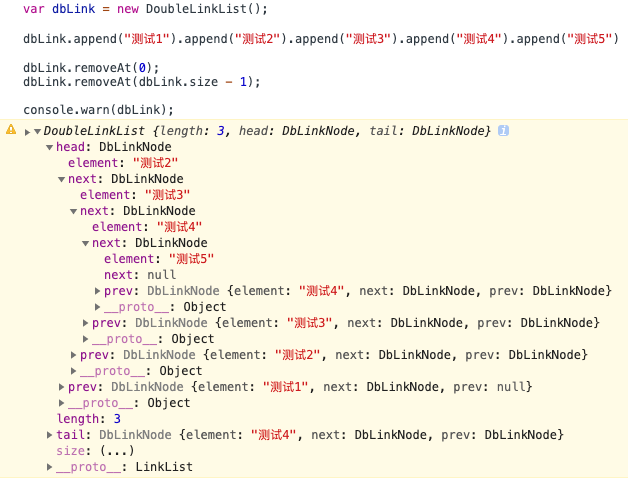 var dbLink = new DoubleLinkList();
dbLink.append("测试1").append("测试2").append("测试3").append("测试4").append("测试5")
dbLink.removeAt(0);
dbLink.removeAt(dbLink.size - 1);
console.warn(dbLink);
DoubleLinkList {length: 3, head: DbLinkNode, tail: DbLinkNode} i
head: DbLinkNode
element: "测试2"
next: DbLinkNode
element: "测试3"
next: DbLinkNode
element: "测试4"
next: DbLinkNode
element: "测试5"
next: null
prev: DbLinkNode {element: "测试4", next: DbLinkNode, prev: DbLinkNode}
__proto__: Object
prev: DbLinkNode {element: "测试3", next: DbLinkNode, prev: DbLinkNode}
__proto__: Object
prev: DbLinkNode {element: "测试2", next: DbLinkNode, prev: DbLinkNode}
__proto__: Object
prev: DbLinkNode {element: "测试1", next: DbLinkNode, prev: null}
__proto__: Object
length: 3
tail: DbLinkNode {element: "测试4", next: DbLinkNode, prev: DbLinkNode}
size: (...)
__proto__: LinkList